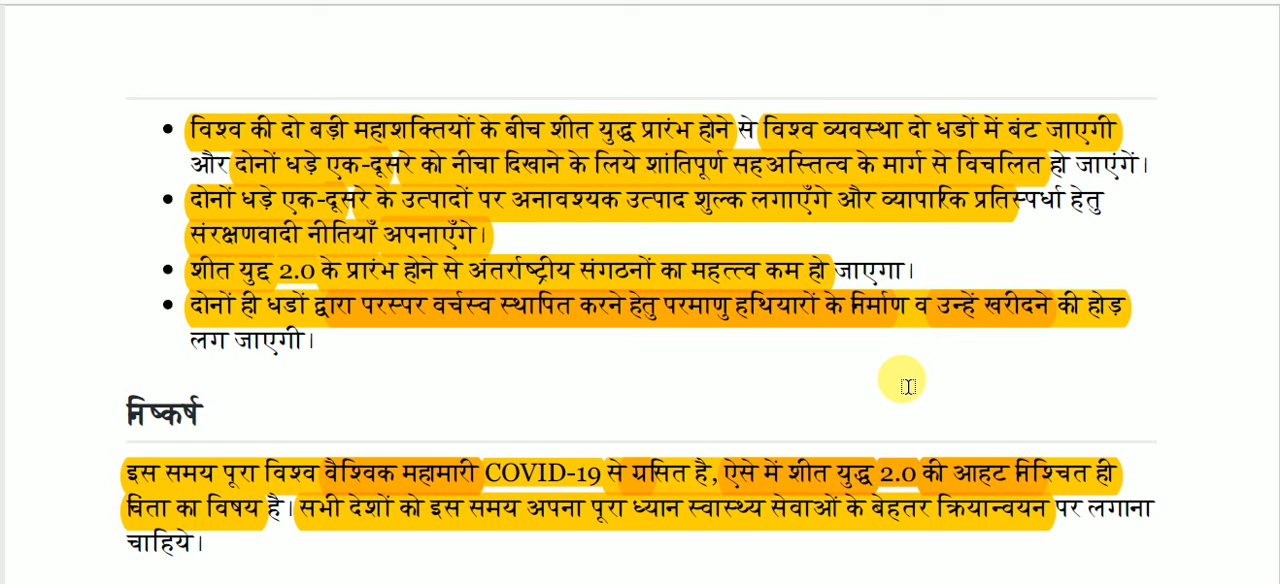 विश्व की दो बड़ी महाशक्तियों के बीच शीत युद्ध प्रारंभ होने से विश्व व्यवस्था दो धडों में बंट जाएगी
और दोनों धड़े एक-दूसरे को नीचा दिखाने के लिये शांतिपूर्ण सहअस्तित्व के मार्ग से विचलित हो जाएंगें।
दोनों धड़े एक-दूसरे के उत्पादों पर अनावश्यक उत्पाद शुल्क लगाएँगे और व्यापारिक प्रतिस्पर्धा हेतु
संरक्षणवादी नीतियाँ अपनाएँगे।
शीत युद्द 2.0 के प्रारंभ होने से अंतर्राष्ट्रीय संगठनों का महत्त्व कम हो जाएगा।
दोनों ही धडों द्वारा परस्पर वर्चस्व स्थापित करने हेतु परमाणु हथियारों के निर्माण व उन्हें खरीदने की होड़
लग जाएगी।
निष्कर्ष
इस समय पूरा विश्व वैश्विक महामारी COVID-19 से ग्रसित है, ऐसे में शीत युद्ध 2.0 की आहट निश्चित ही
चिंता का विषय है। सभी देशों को इस समय अपना पूरा ध्यान स्वास्थ्य सेवाओं के बेहतर क्रियान्वयन पर लगाना
चाहिये।